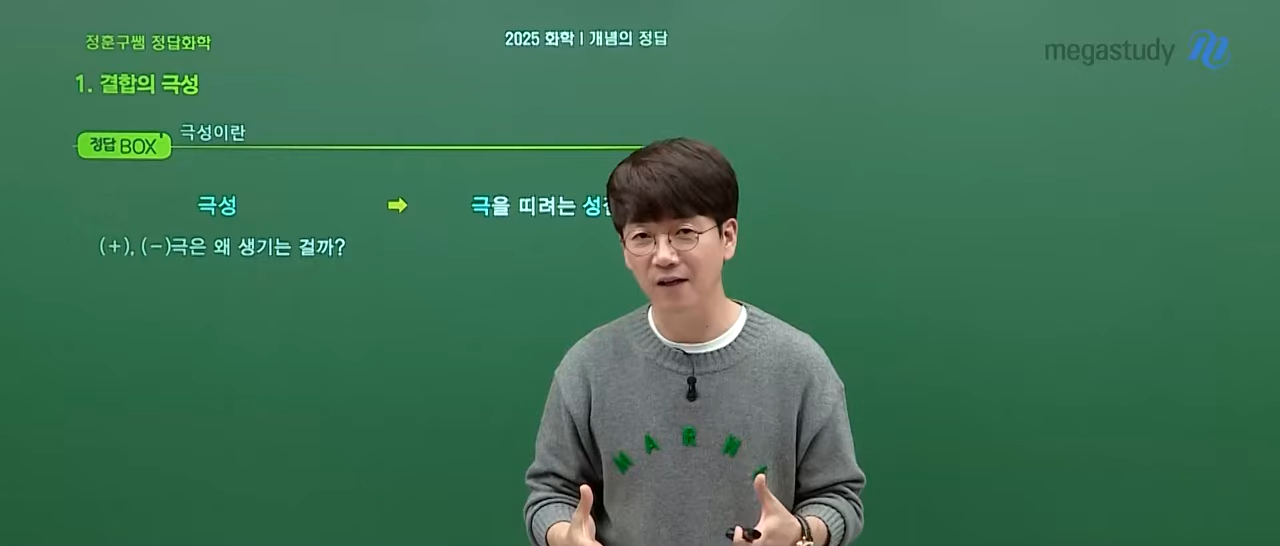 정훈구쌤 정답화학
2025 화학 I 개념의 정답
megastudy
1. 결합의 극성
정답 BOX
극성이란
극성
극을 띠려는
(+), (-)극은 왜 생기는 걸까?
M A R N